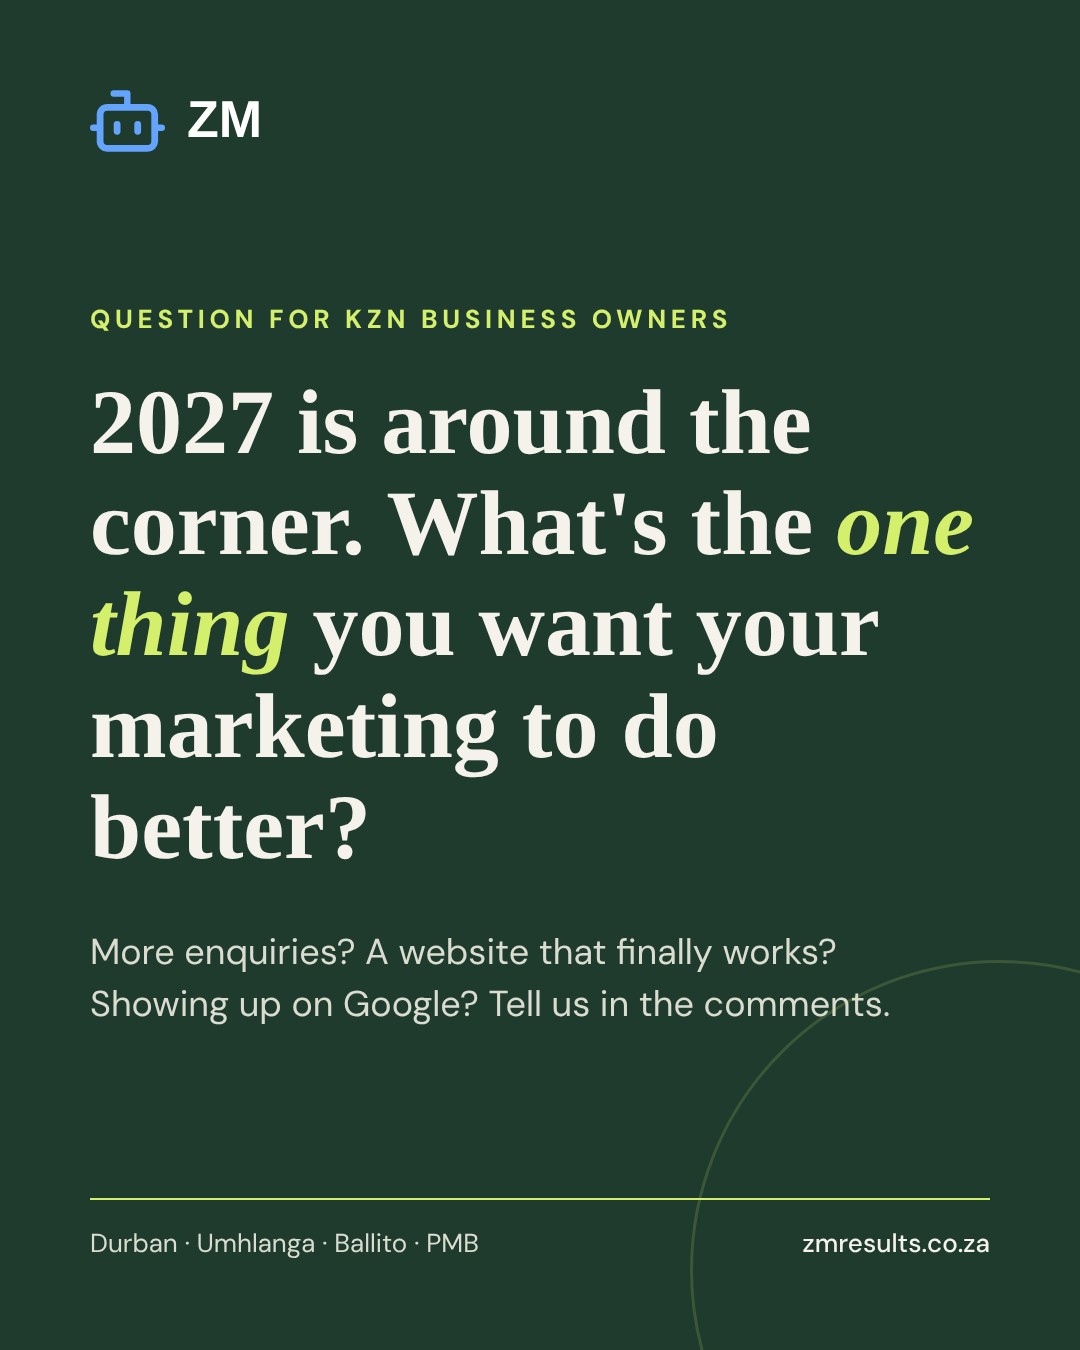 ZM
QUESTION FOR KZN BUSINESS OWNERS
2027 is around the
corner. What's the one
thing you want your
marketing to do
better?
More enquiries? A website that finally works?
Showing up on Google? Tell us in the comments.
Durban · Umhlanga · Ballito · PMB
zmresults.co.za